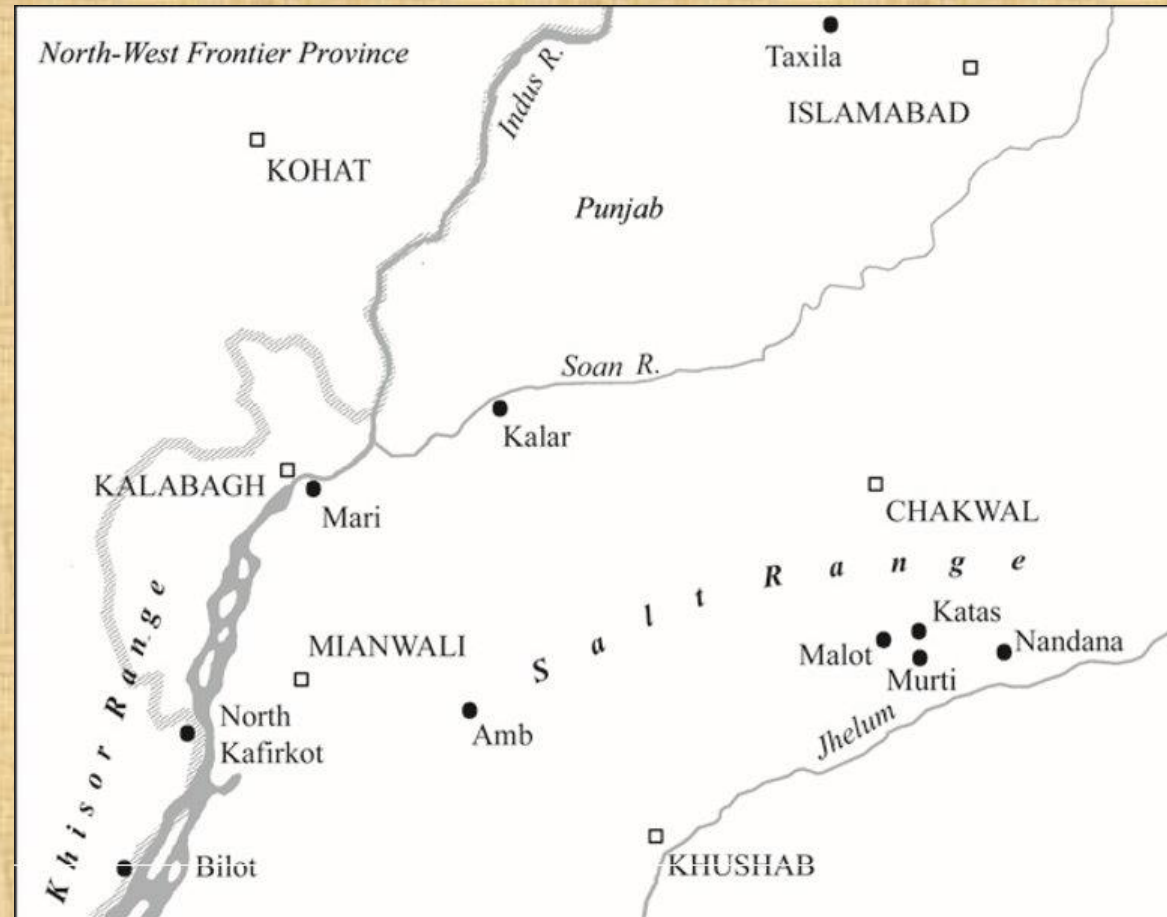 North-West Frontier Province
Indus R.
Taxila
ISLAMABAD
KOHAT
Punjab
Soan R.
Kalar
KALABAGH
Mari
CHAKWAL
Salt Range
Khisor Range
MIANWALI
Katas
Malot
Nandana
Murti
North
Kafirkot
Amb
Jhelum
Bilot
KHUSHAB